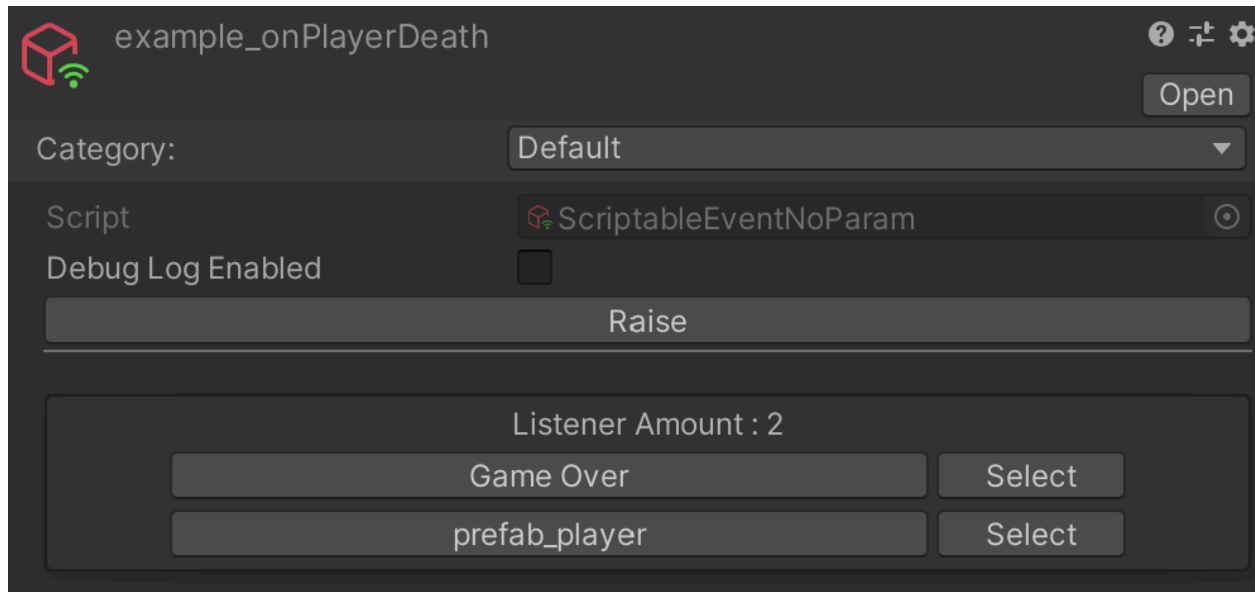 example_onPlayerDeath
Open
Category: Default
Script ScriptableEventNoParam
Debug Log Enabled
Raise
Listener Amount : 2
Game Over Select
prefab_player Select